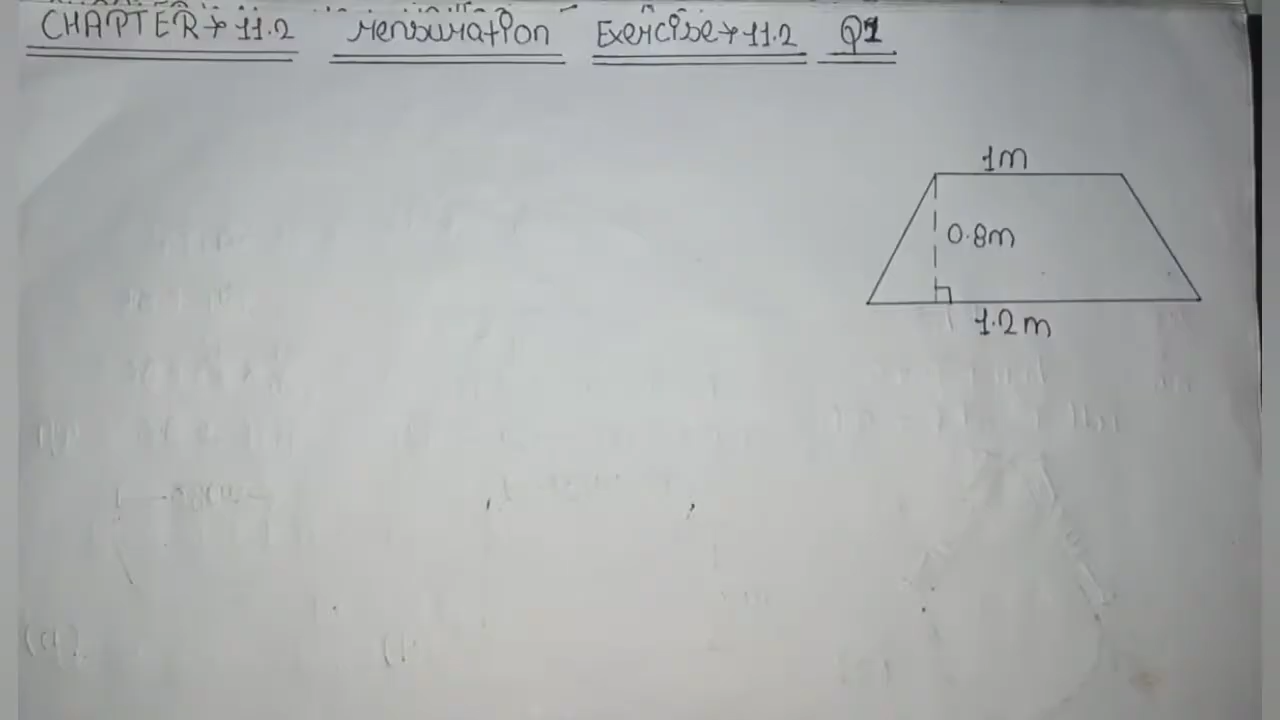 CHAPTER → 11.2 Mensuration Exercise → 11.2 Q1
1m
0.8m
1.2m